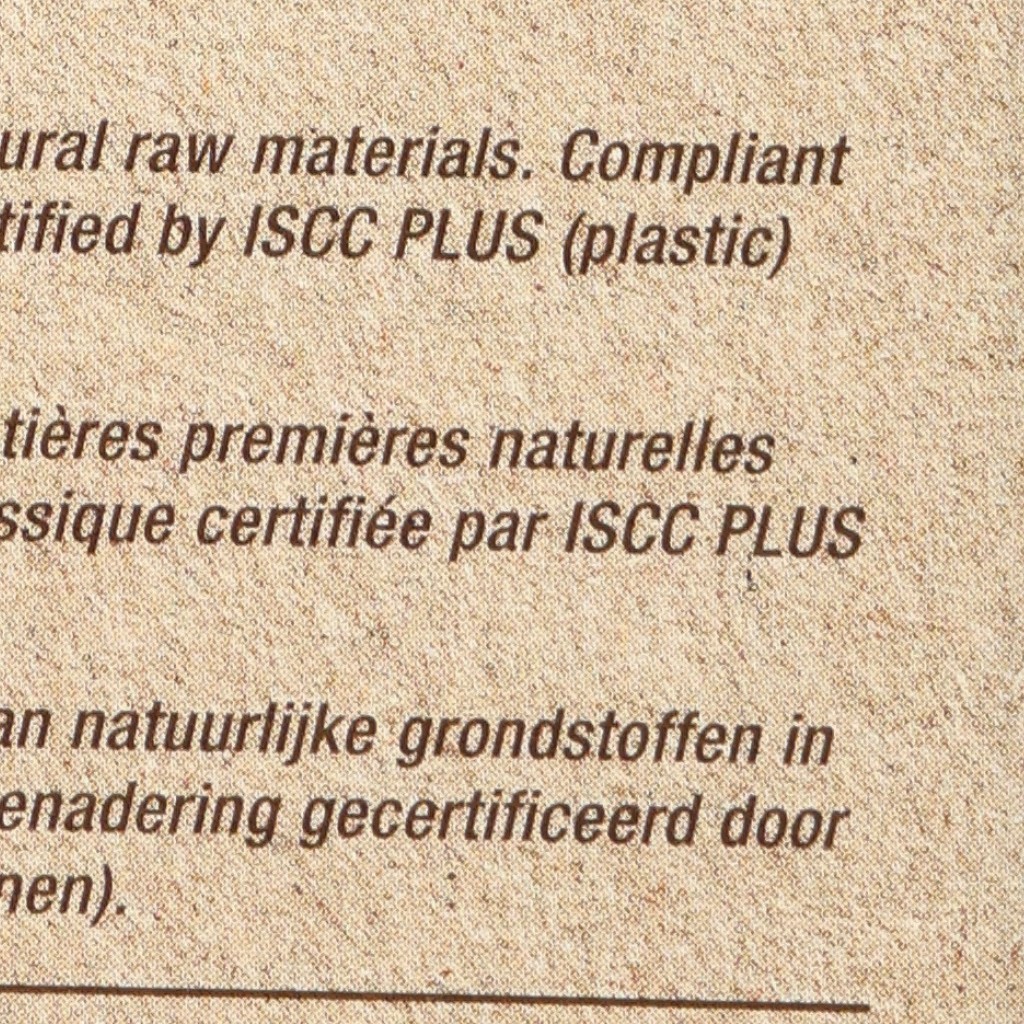 ural raw materials. Compliant
tified by ISCC PLUS (plastic)
tières premières naturelles
ssique certifiée par ISCC PLUS
an natuurlijke grondstoffen in
enadering gecertificeerd door
nen).